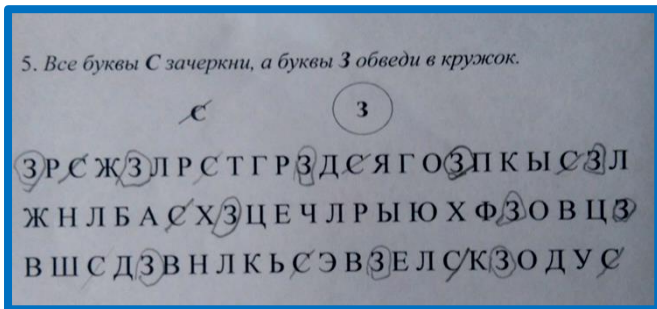 5. Все буквы С зачеркни, а буквы З обведи в кружок.
С З
З Р С Ж З Л Р С Т Г Р З Д С Я Г О З П К Ы С З Л
Ж Н Л Б А С Х З Ц Е Ч Л Р Ы Ю Х Ф З О В Ц З
В Ш С Д З В Н Л К Ь С Э В З Е Л С К З О Д У С